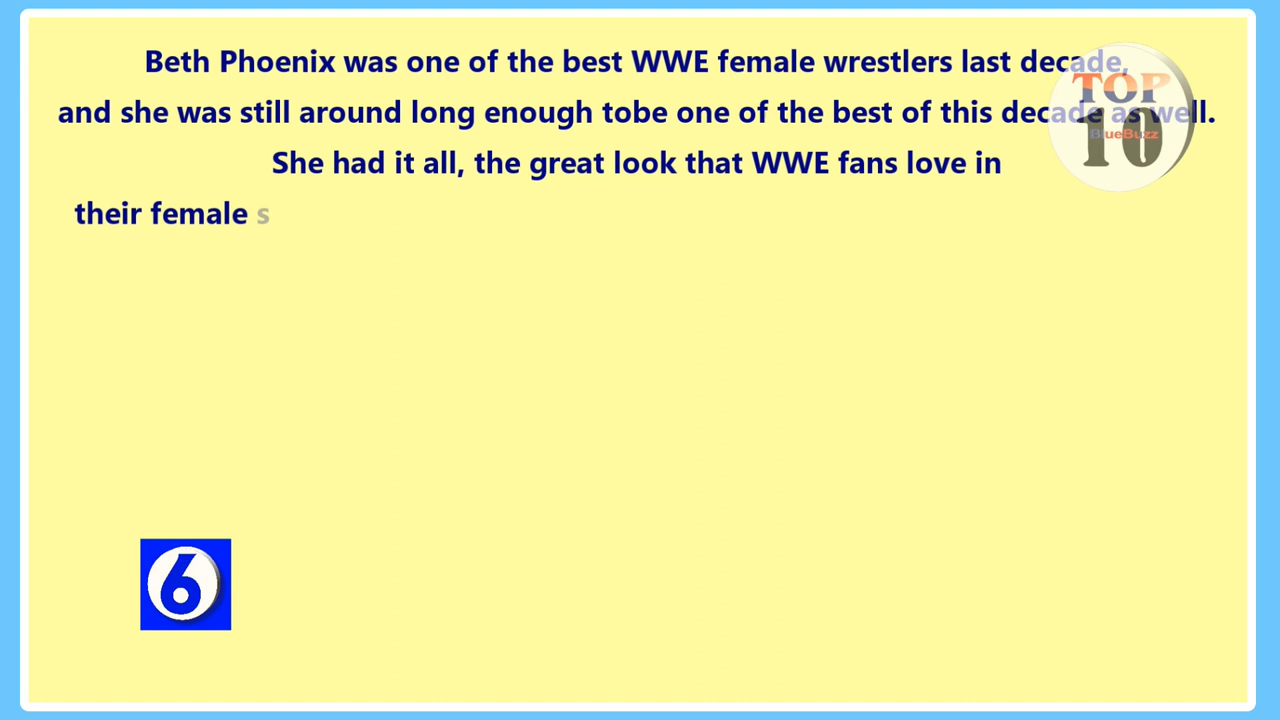 Beth Phoenix was one of the best WWE female wrestlers last decade,
and she was still around long enough tobe one of the best of this decade as well.
She had it all, the great look that WWE fans love in
their female s
TOP
10
BlueBuzz
6